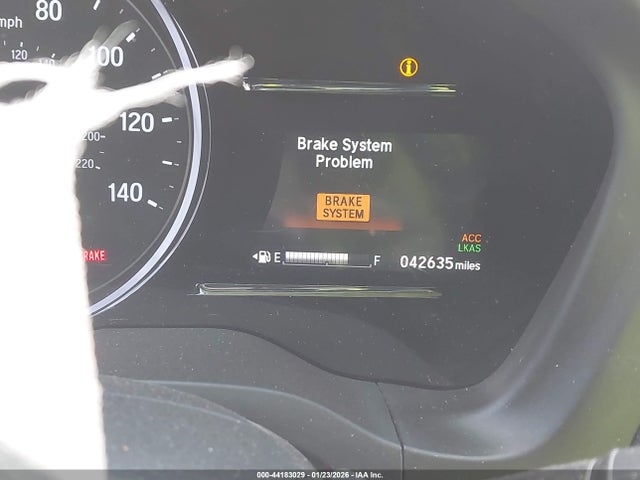 mph
80
100
120
140
120
140
200
220
Brake System
Problem
BRAKE
SYSTEM
ACC
LKAS
E F 042635 miles
000-44183029 - 01/23/2026 - IAA Inc.